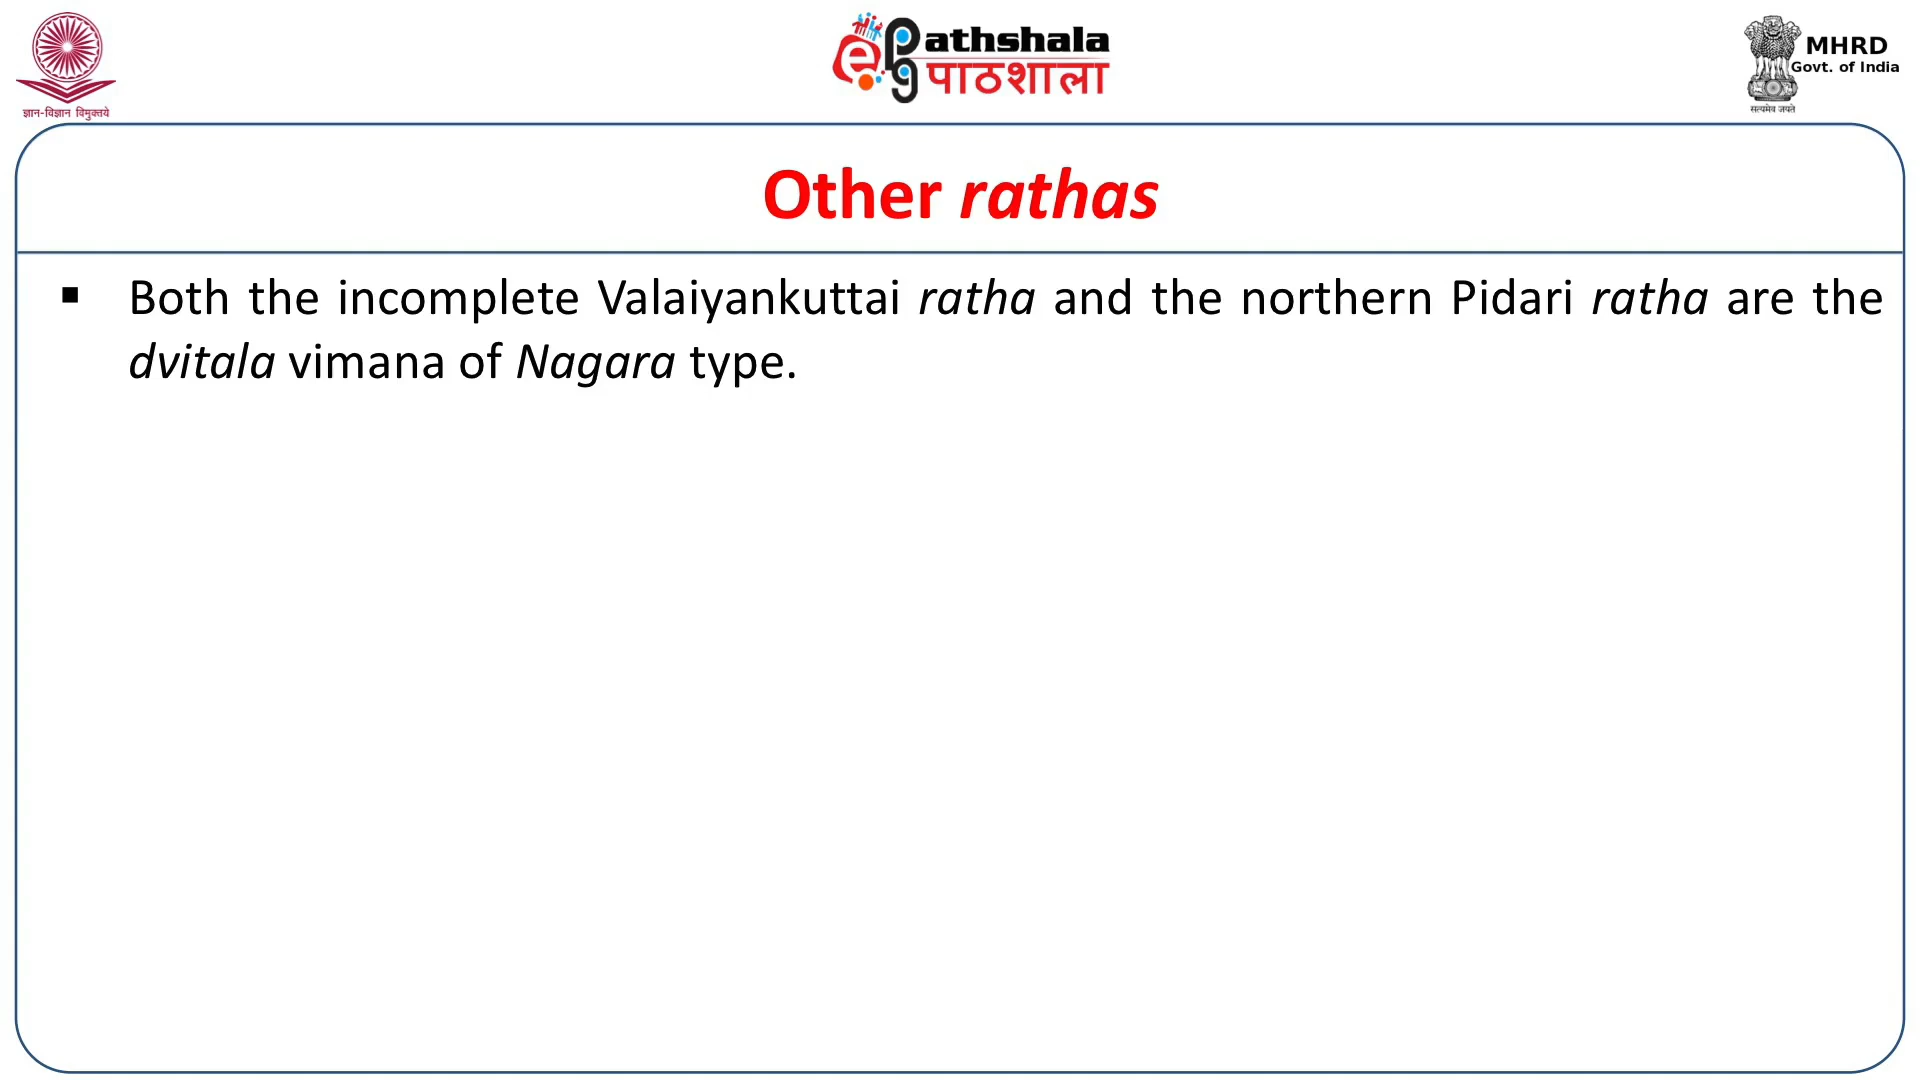 ज्ञान-विज्ञान विमुक्तये
ePathshala
पाठशाला
MHRD
Govt. of India
सत्यमेव जयते
Other rathas
▪ Both the incomplete Valaiyankuttai ratha and the northern Pidari ratha are the
dvitala vimana of Nagara type.